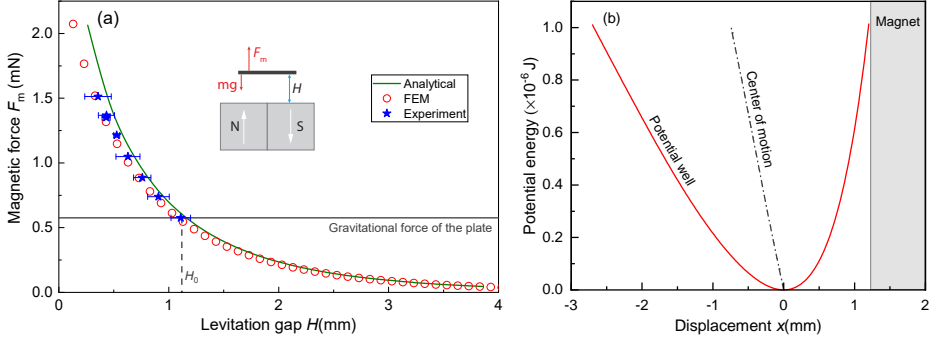 (a)
2.0
1.5
1.0
0.5
0.0
Magnetic force Fm (mN)
Fm
mg
H
N
S
Analytical
FEM
Experiment
Gravitational force of the plate
H0
0
1
2
3
4
Levitation gap H(mm)
(b)
Magnet
1.0
0.8
0.6
0.4
0.2
0.0
Potential energy (×10-6 J)
Potential well
Center of motion
-3
-2
-1
0
1
2
Displacement x(mm)